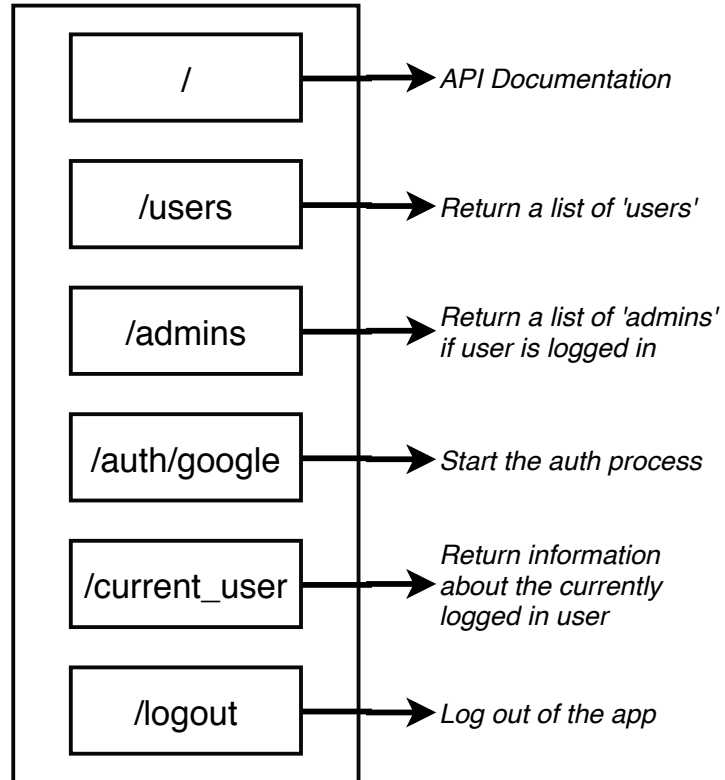 /
API Documentation
/users
Return a list of 'users'
/admins
Return a list of 'admins'
if user is logged in
/auth/google
Start the auth process
/current_user
Return information
about the currently
logged in user
/logout
Log out of the app